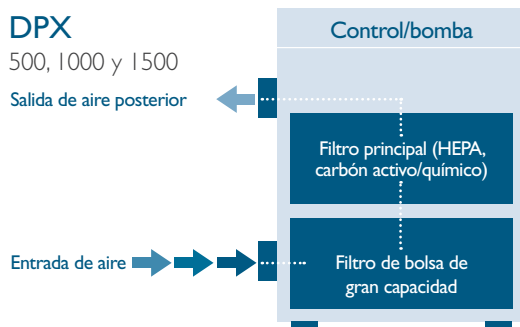 DPX
500, 1000 y 1500
Control/bomba
Salida de aire posterior
Filtro principal (HEPA,
carbón activo/químico)
Entrada de aire
Filtro de bolsa de
gran capacidad